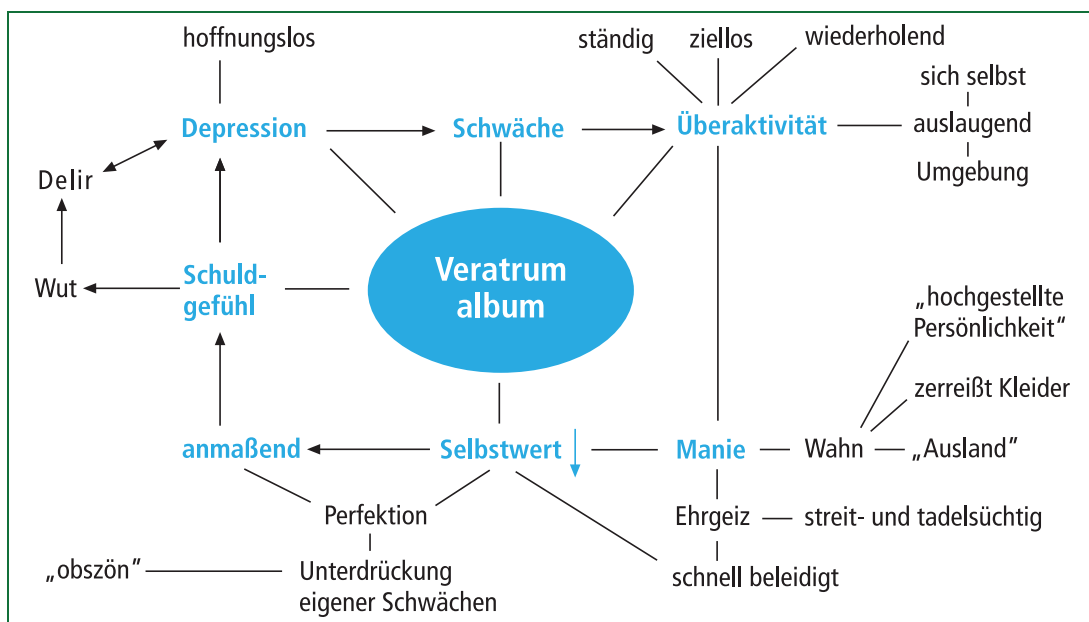 hoffnungslos
ständig
ziellos
wiederholend
sich selbst
Depression
Schwäche
Überaktivität
auslaugend
Umgebung
Delir
Veratrum
album
Wut
Schuld-
gefühl
„hochgestellte
Persönlichkeit“
zerreißt Kleider
anmaßend
Selbstwert ↓
Manie
Wahn
„Ausland“
Perfektion
Ehrgeiz
streit- und tadelsüchtig
„obszön“
Unterdrückung
eigener Schwächen
schnell beleidigt